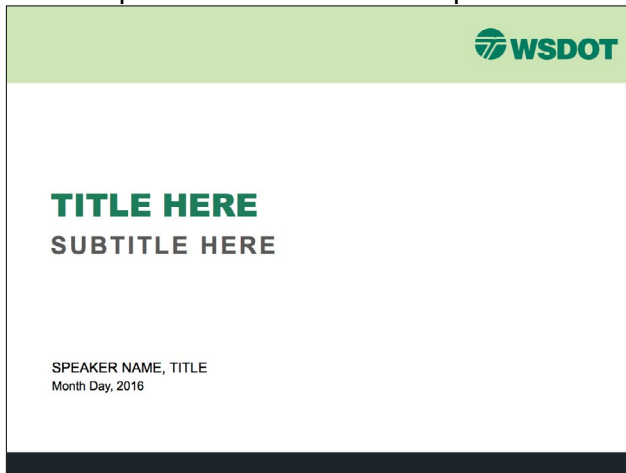 WSDOT
TITLE HERE
SUBTITLE HERE
SPEAKER NAME, TITLE
Month Day, 2016